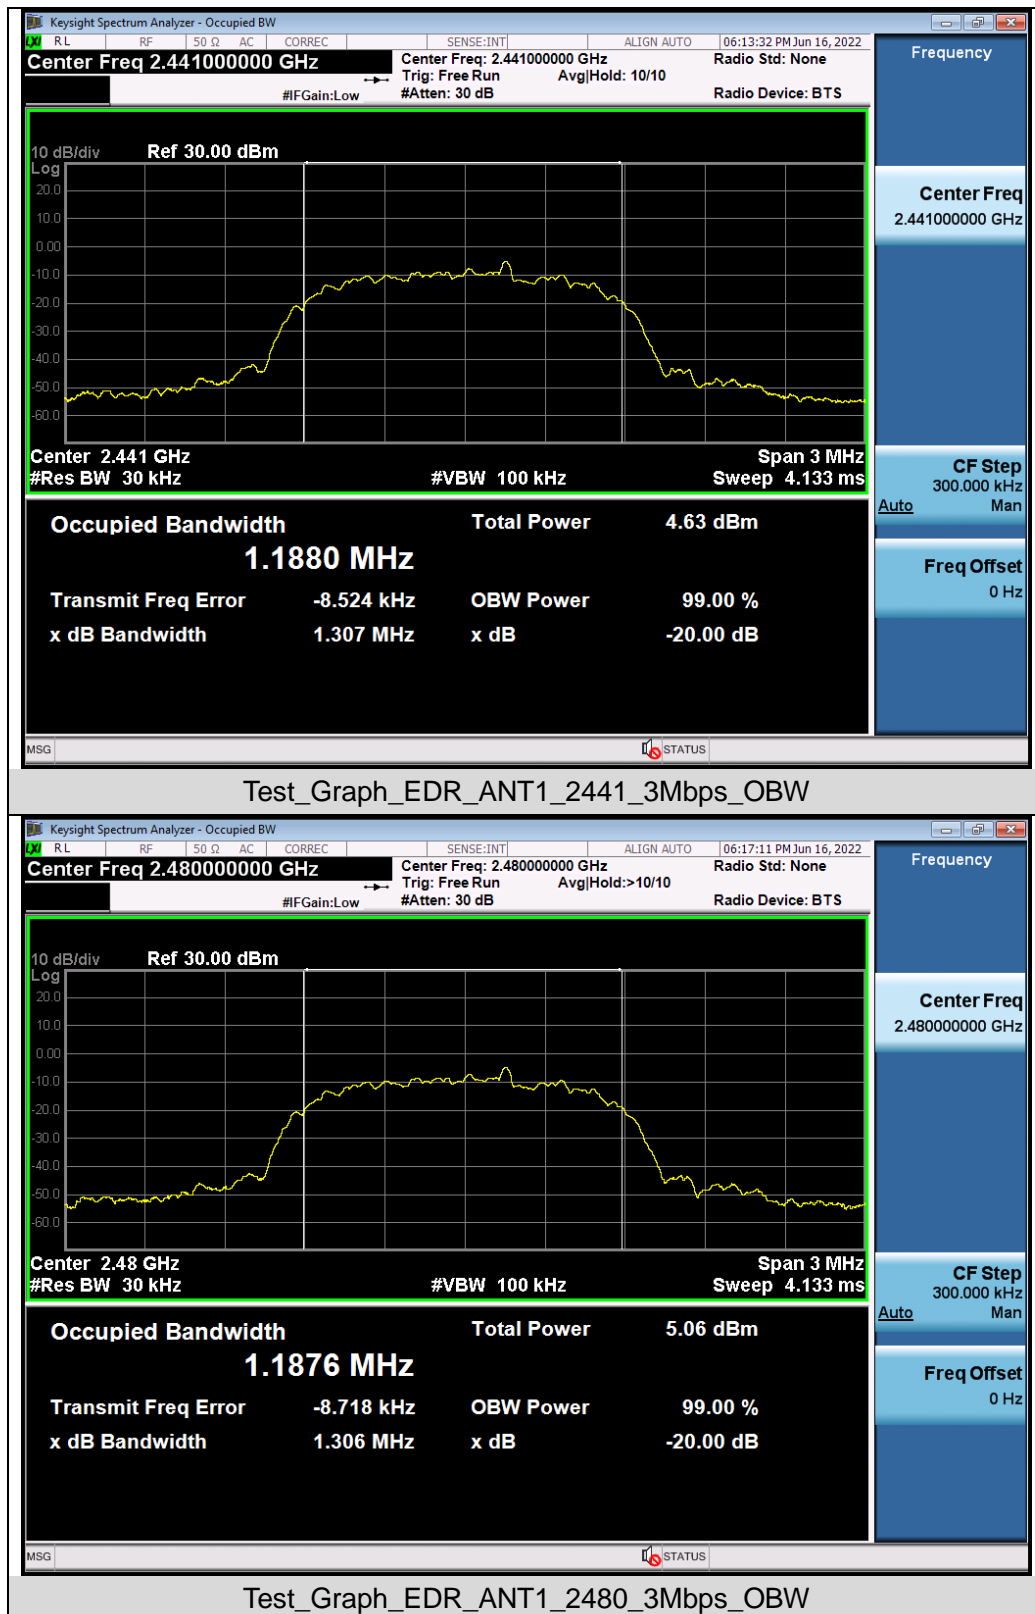 Keysight Spectrum Analyzer - Occupied BW
LXI RL RF 50 Ω AC CORREC SENSE:INT ALIGN AUTO 06:13:32 PM Jun 16, 2022
Center Freq 2.441000000 GHz
Center Freq: 2.441000000 GHz
Radio Std: None
Trig: Free Run Avg|Hold: 10/10
#IFGain:Low #Atten: 30 dB Radio Device: BTS
Frequency
10 dB/div Ref 30.00 dBm
Log
20.0
10.0
0.00
-10.0
-20.0
-30.0
-40.0
-50.0
-60.0
Center 2.441 GHz Span 3 MHz
#Res BW 30 kHz #VBW 100 kHz Sweep 4.133 ms
Center Freq
2.441000000 GHz
CF Step
300.000 kHz
Auto Man
Freq Offset
0 Hz
Occupied Bandwidth Total Power 4.63 dBm
1.1880 MHz
Transmit Freq Error -8.524 kHz OBW Power 99.00 %
x dB Bandwidth 1.307 MHz x dB -20.00 dB
MSG STATUS
Test_Graph_EDR_ANT1_2441_3Mbps_OBW
Keysight Spectrum Analyzer - Occupied BW
LXI RL RF 50 Ω AC CORREC SENSE:INT ALIGN AUTO 06:17:11 PM Jun 16, 2022
Center Freq 2.480000000 GHz
Center Freq: 2.480000000 GHz
Radio Std: None
Trig: Free Run Avg|Hold:>10/10
#IFGain:Low #Atten: 30 dB Radio Device: BTS
Frequency
10 dB/div Ref 30.00 dBm
Log
20.0
10.0
0.00
-10.0
-20.0
-30.0
-40.0
-50.0
-60.0
Center 2.48 GHz Span 3 MHz
#Res BW 30 kHz #VBW 100 kHz Sweep 4.133 ms
Center Freq
2.480000000 GHz
CF Step
300.000 kHz
Auto Man
Freq Offset
0 Hz
Occupied Bandwidth Total Power 5.06 dBm
1.1876 MHz
Transmit Freq Error -8.718 kHz OBW Power 99.00 %
x dB Bandwidth 1.306 MHz x dB -20.00 dB
MSG STATUS
Test_Graph_EDR_ANT1_2480_3Mbps_OBW